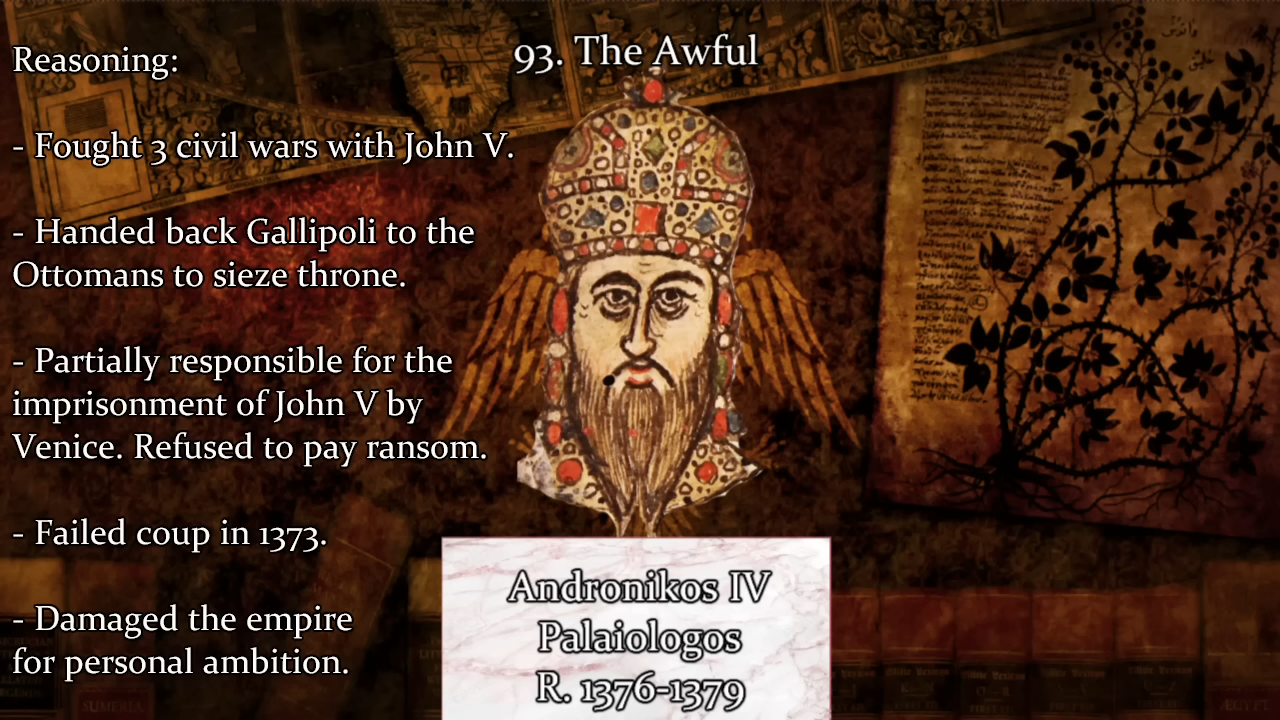 93. The Awful
Reasoning:
- Fought 3 civil wars with John V.
- Handed back Gallipoli to the
Ottomans to sieze throne.
- Partially responsible for the
imprisonment of John V by
Venice. Refused to pay ransom.
- Failed coup in 1373.
- Damaged the empire
for personal ambition.
Andronikos IV
Palaiologos
R. 1376-1379
SUMERIA